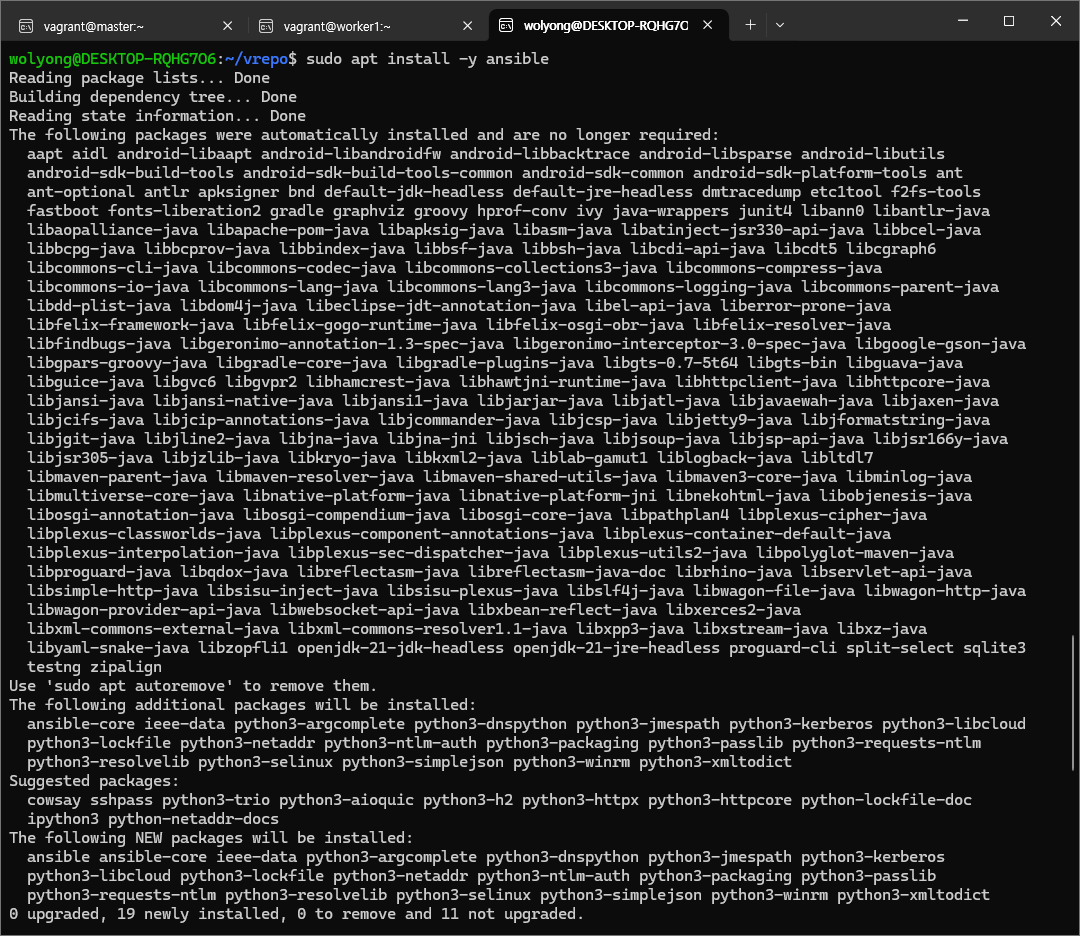 vagrant@master:~
vagrant@worker1:~
wolyong@DESKTOP-RQHG7O
wolyong@DESKTOP-RQHG7O6:~/vrepo$ sudo apt install -y ansible
Reading package lists... Done
Building dependency tree... Done
Reading state information... Done
The following packages were automatically installed and are no longer required:
  aapt aidl android-libaapt android-libandroidfw android-libbacktrace android-libsparse android-libutils
  android-sdk-build-tools android-sdk-build-tools-common android-sdk-common android-sdk-platform-tools ant
  ant-optional antlr apksigner bnd default-jdk-headless default-jre-headless dmtracedump etc1tool f2fs-tools
  fastboot fonts-liberation2 gradle graphviz groovy hprof-conv ivy java-wrappers junit4 libann0 libantlr-java
  libaopalliance-java libapache-pom-java libapksig-java libasm-java libatinject-jsr330-api-java libbcel-java
  libbcpg-java libbcprov-java libbindex-java libbsf-java libbsh-java libcdi-api-java libcdt5 libcgraph6
  libcommons-cli-java libcommons-codec-java libcommons-collections3-java libcommons-compress-java
  libcommons-io-java libcommons-lang-java libcommons-lang3-java libcommons-logging-java libcommons-parent-java
  libdd-plist-java libdom4j-java libeclipse-jdt-annotation-java libel-api-java liberror-prone-java
  libfelix-framework-java libfelix-gogo-runtime-java libfelix-osgi-obr-java libfelix-resolver-java
  libfindbugs-java libgeronimo-annotation-1.3-spec-java libgeronimo-interceptor-3.0-spec-java libgoogle-gson-java
  libgpars-groovy-java libgradle-core-java libgradle-plugins-java libgts-0.7-5t64 libgts-bin libguava-java
  libguice-java libgvc6 libgvpr2 libhamcrest-java libhawtjni-runtime-java libhttpclient-java libhttpcore-java
  libjansi-java libjansi-native-java libjansi1-java libjarjar-java libjatl-java libjavaewah-java libjaxen-java
  libjcifs-java libjcip-annotations-java libjcommander-java libjcsp-java libjetty9-java libjformatstring-java
  libjgit-java libjline2-java libjna-java libjna-jni libjsch-java libjsoup-java libjsp-api-java libjsr166y-java
  libjsr305-java libjzlib-java libkryo-java libkxml2-java liblab-gamut1 liblogback-java libltdl7
  libmaven-parent-java libmaven-resolver-java libmaven-shared-utils-java libmaven3-core-java libminlog-java
  libmultiverse-core-java libnative-platform-java libnative-platform-jni libnekohtml-java libobjenesis-java
  libosgi-annotation-java libosgi-compendium-java libosgi-core-java libpathplan4 libplexus-cipher-java
  libplexus-classworlds-java libplexus-component-annotations-java libplexus-container-default-java
  libplexus-interpolation-java libplexus-sec-dispatcher-java libplexus-utils2-java libpolyglot-maven-java
  libproguard-java libqdox-java libreflectasm-java libreflectasm-java-doc librhino-java libservlet-api-java
  libsimple-http-java libsisu-inject-java libsisu-plexus-java libslf4j-java libwagon-file-java libwagon-http-java
  libwagon-provider-api-java libwebsocket-api-java libxbean-reflect-java libxerces2-java
  libxml-commons-external-java libxml-commons-resolver1.1-java libxpp3-java libxstream-java libxz-java
  libyaml-snake-java libzopfli1 openjdk-21-jdk-headless openjdk-21-jre-headless proguard-cli split-select sqlite3
  testng zipalign
Use 'sudo apt autoremove' to remove them.
The following additional packages will be installed:
  ansible-core ieee-data python3-argcomplete python3-dnspython python3-jmespath python3-kerberos python3-libcloud
  python3-lockfile python3-netaddr python3-ntlm-auth python3-packaging python3-passlib python3-requests-ntlm
  python3-resolvelib python3-selinux python3-simplejson python3-winrm python3-xmltodict
Suggested packages:
  cowsay sshpass python3-trio python3-aioquic python3-h2 python3-httpx python3-httpcore python-lockfile-doc
  ipython3 python-netaddr-docs
The following NEW packages will be installed:
  ansible ansible-core ieee-data python3-argcomplete python3-dnspython python3-jmespath python3-kerberos
  python3-libcloud python3-lockfile python3-netaddr python3-ntlm-auth python3-packaging python3-passlib
  python3-requests-ntlm python3-resolvelib python3-selinux python3-simplejson python3-winrm python3-xmltodict
0 upgraded, 19 newly installed, 0 to remove and 11 not upgraded.